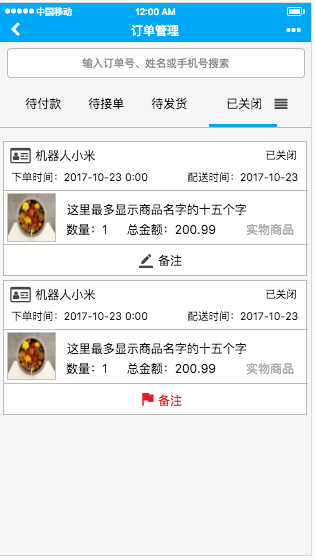 中国移动 12:00 AM
订单管理
输入订单号、姓名或手机号搜索
待付款 待接单 待发货 已关闭
机器人小米 已关闭
下单时间：2017-10-23 0:00 配送时间：2017-10-23
这里最多显示商品名字的十五个字
数量：1 总金额：200.99 实物商品
备注
机器人小米 已关闭
下单时间：2017-10-23 0:00 配送时间：2017-10-23
这里最多显示商品名字的十五个字
数量：1 总金额：200.99 实物商品
备注